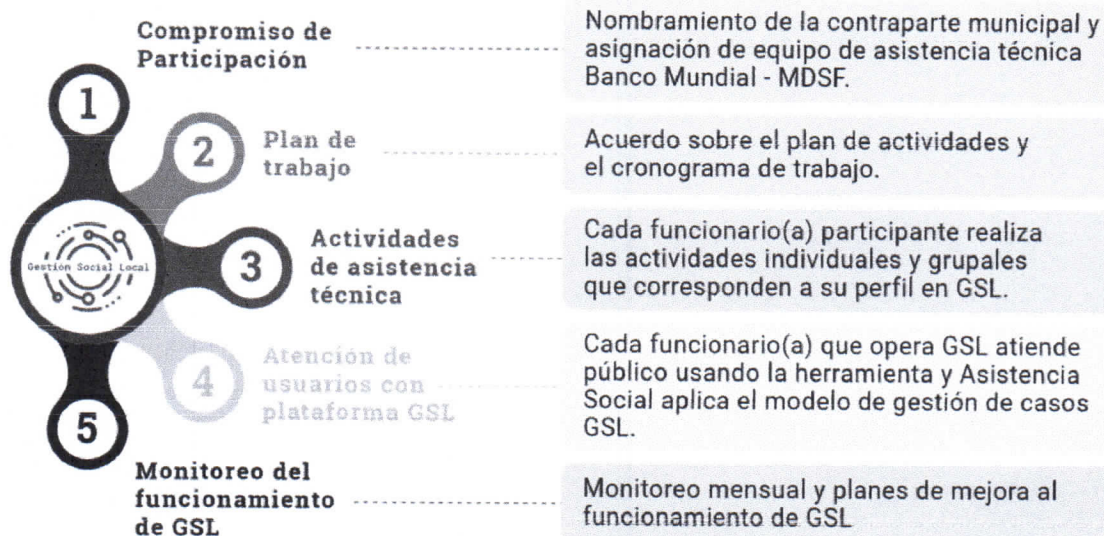 Compromiso de
Participación
Nombramiento de la contraparte municipal y
asignación de equipo de asistencia técnica
Banco Mundial - MDSF.
1
2
Plan de
trabajo
Acuerdo sobre el plan de actividades y
el cronograma de trabajo.
Gestión Social Local
3
Actividades
de asistencia
técnica
Cada funcionario(a) participante realiza
las actividades individuales y grupales
que corresponden a su perfil en GSL.
4
Atención de
usuarios con
plataforma GSL
Cada funcionario(a) que opera GSL atiende
público usando la herramienta y Asistencia
Social aplica el modelo de gestión de casos
GSL.
5
Monitoreo del
funcionamiento
de GSL
Monitoreo mensual y planes de mejora al
funcionamiento de GSL